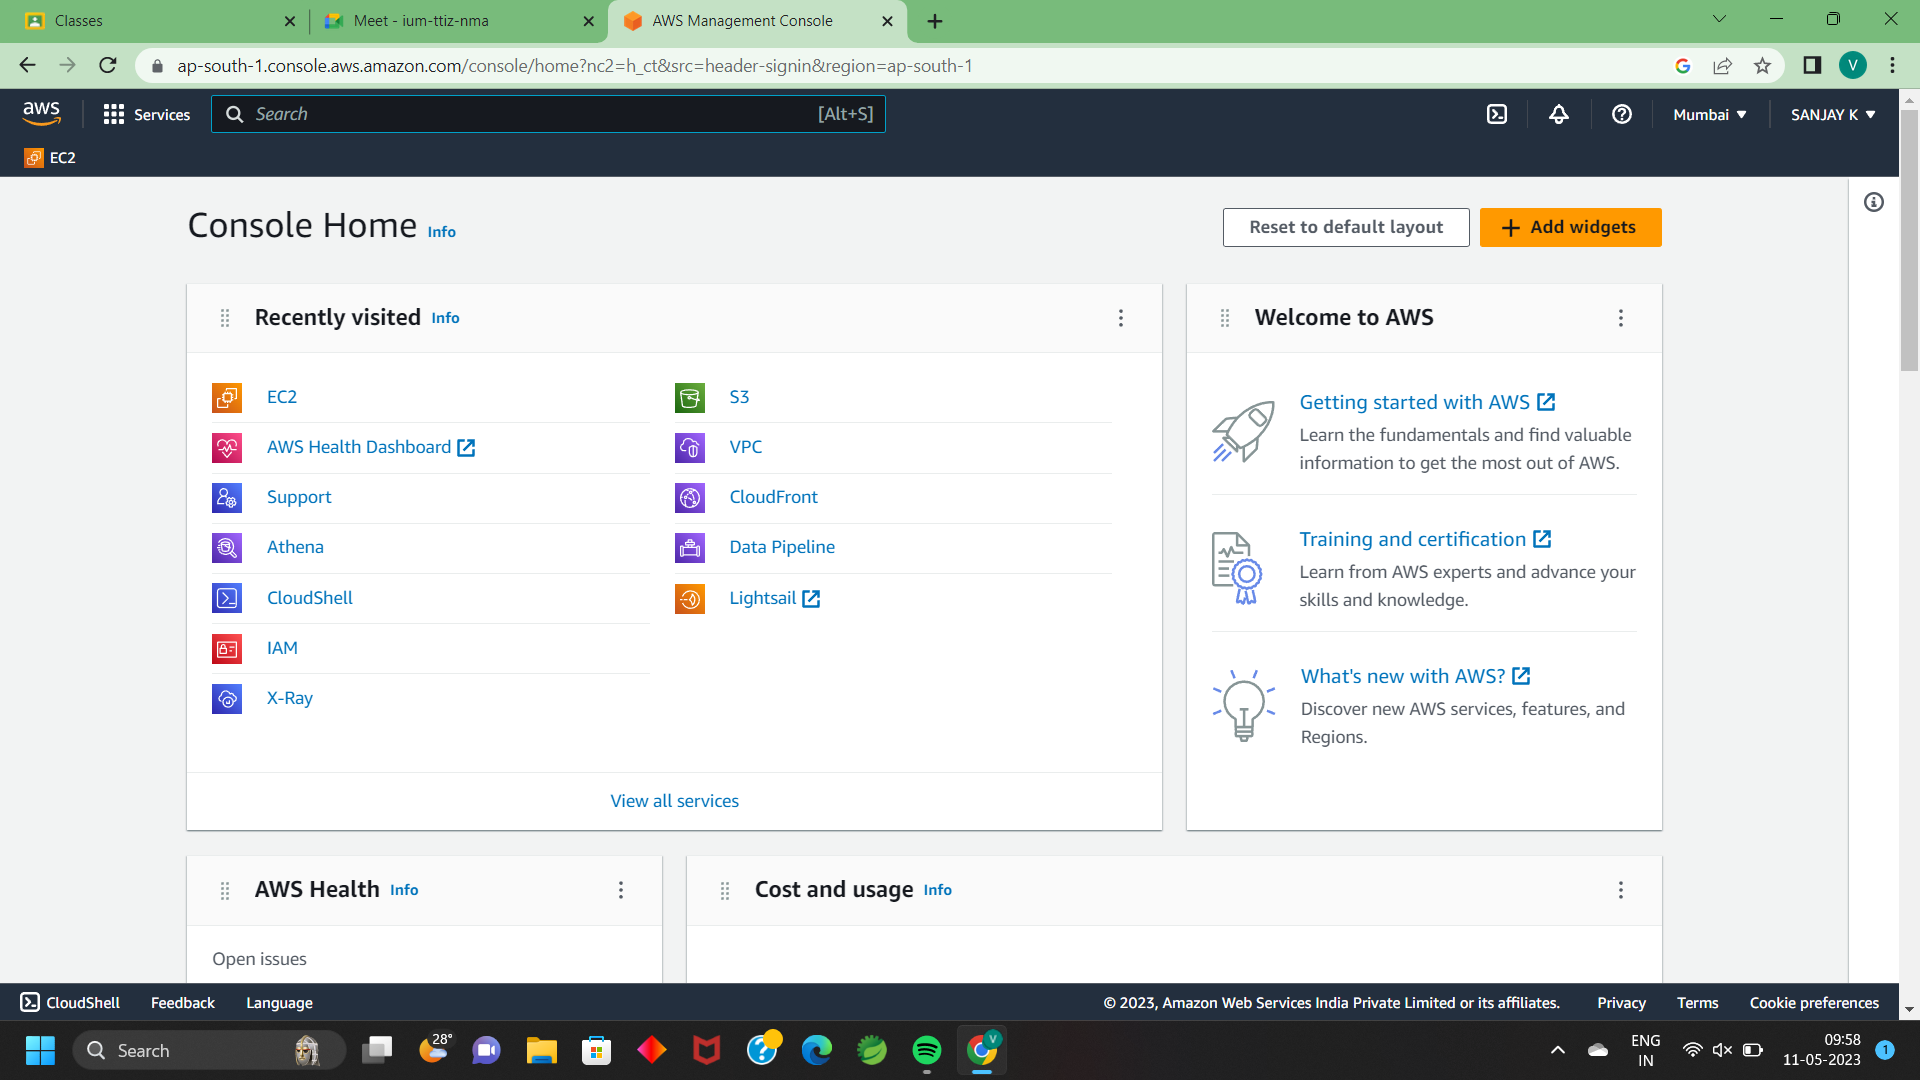 Classes
Meet - ium-ttiz-nma
AWS Management Console
ap-south-1.console.aws.amazon.com/console/home?nc2=h_ct&src=header-signin&region=ap-south-1
V
aws
Services
Search
[Alt+S]
Mumbai
SANJAY K
EC2
Console Home Info
Reset to default layout
Add widgets
Recently visited Info
EC2
AWS Health Dashboard
Support
Athena
CloudShell
IAM
X-Ray
S3
VPC
CloudFront
Data Pipeline
Lightsail
View all services
Welcome to AWS
Getting started with AWS
Learn the fundamentals and find valuable
information to get the most out of AWS.
Training and certification
Learn from AWS experts and advance your
skills and knowledge.
What's new with AWS?
Discover new AWS services, features, and
Regions.
AWS Health Info
Open issues
Cost and usage Info
CloudShell
Feedback
Language
© 2023, Amazon Web Services India Private Limited or its affiliates.
Privacy
Terms
Cookie preferences
Search
28°
V
ENG
IN
09:58
11-05-2023
1